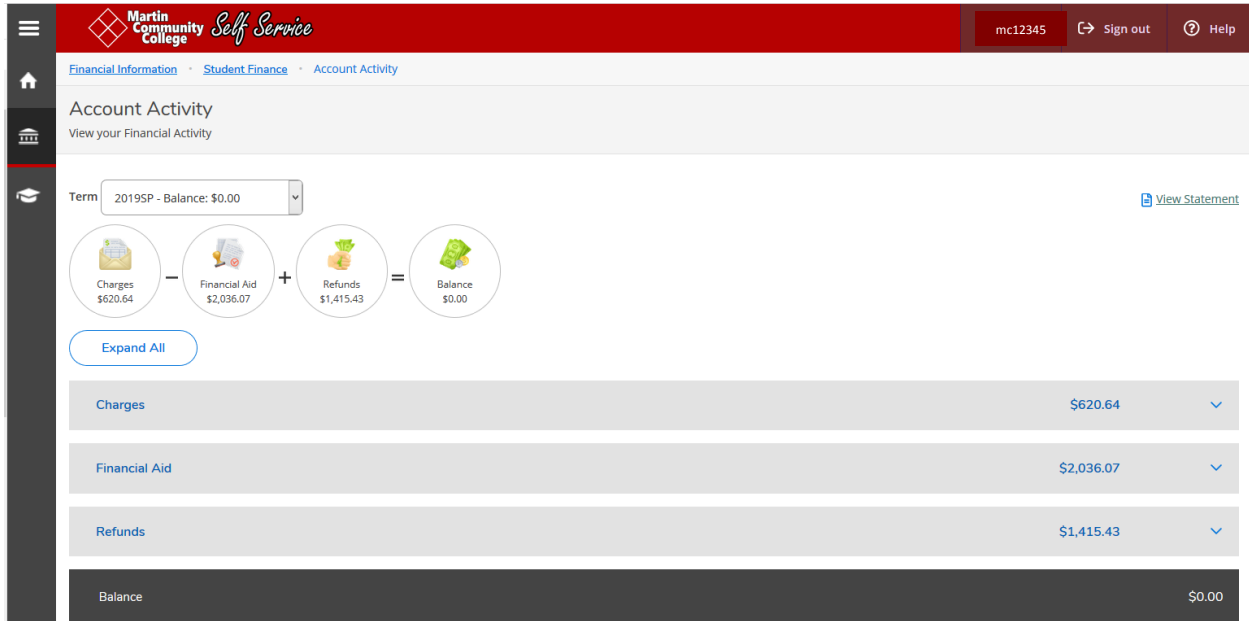 Martin
Community
College
Self Service
mc12345
Sign out
Help
Financial Information · Student Finance · Account Activity
Account Activity
View your Financial Activity
Term 2019SP - Balance: $0.00
View Statement
Charges
$620.64
−
Financial Aid
$2,036.07
+
Refunds
$1,415.43
=
Balance
$0.00
Expand All
Charges $620.64
Financial Aid $2,036.07
Refunds $1,415.43
Balance $0.00